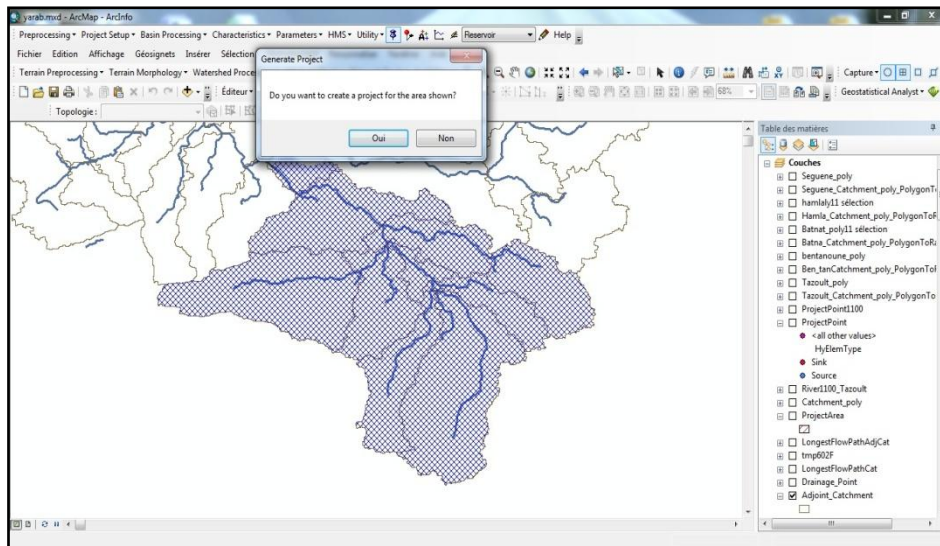 yarab.mxd - ArcMap - ArcInfo
Preprocessing Project Setup Basin Processing Characteristics Parameters HMS Utility Reservoir Help
Fichier Edition Affichage Géosignets Insérer Sélection
Generate Project
Terrain Preprocessing Terrain Morphology Watershed Proce Capture
Éditeur 68% Geostatistical Analyst
Topologie:
Do you want to create a project for the area shown?
Oui Non
Table des matières
Couches
Seguene_poly
Seguene_Catchment_poly_PolygonTo
hamlaly11 sélection
Hamla_Catchment_poly_PolygonToR
Batnat_poly11 sélection
Batna_Catchment_poly_PolygonToRa
bentanoune_poly
Ben_tanCatchment_poly_PolygonToR
Tazoult_poly
Tazoult_Catchment_poly_PolygonTo
ProjectPoint1100
ProjectPoint
<all other values>
HyElemType
Sink
Source
River1100_Tazoult
Catchment_poly
ProjectArea
LongestFlowPathAdjCat
tmp602F
LongestFlowPathCat
Drainage_Point
Adjoint_Catchment